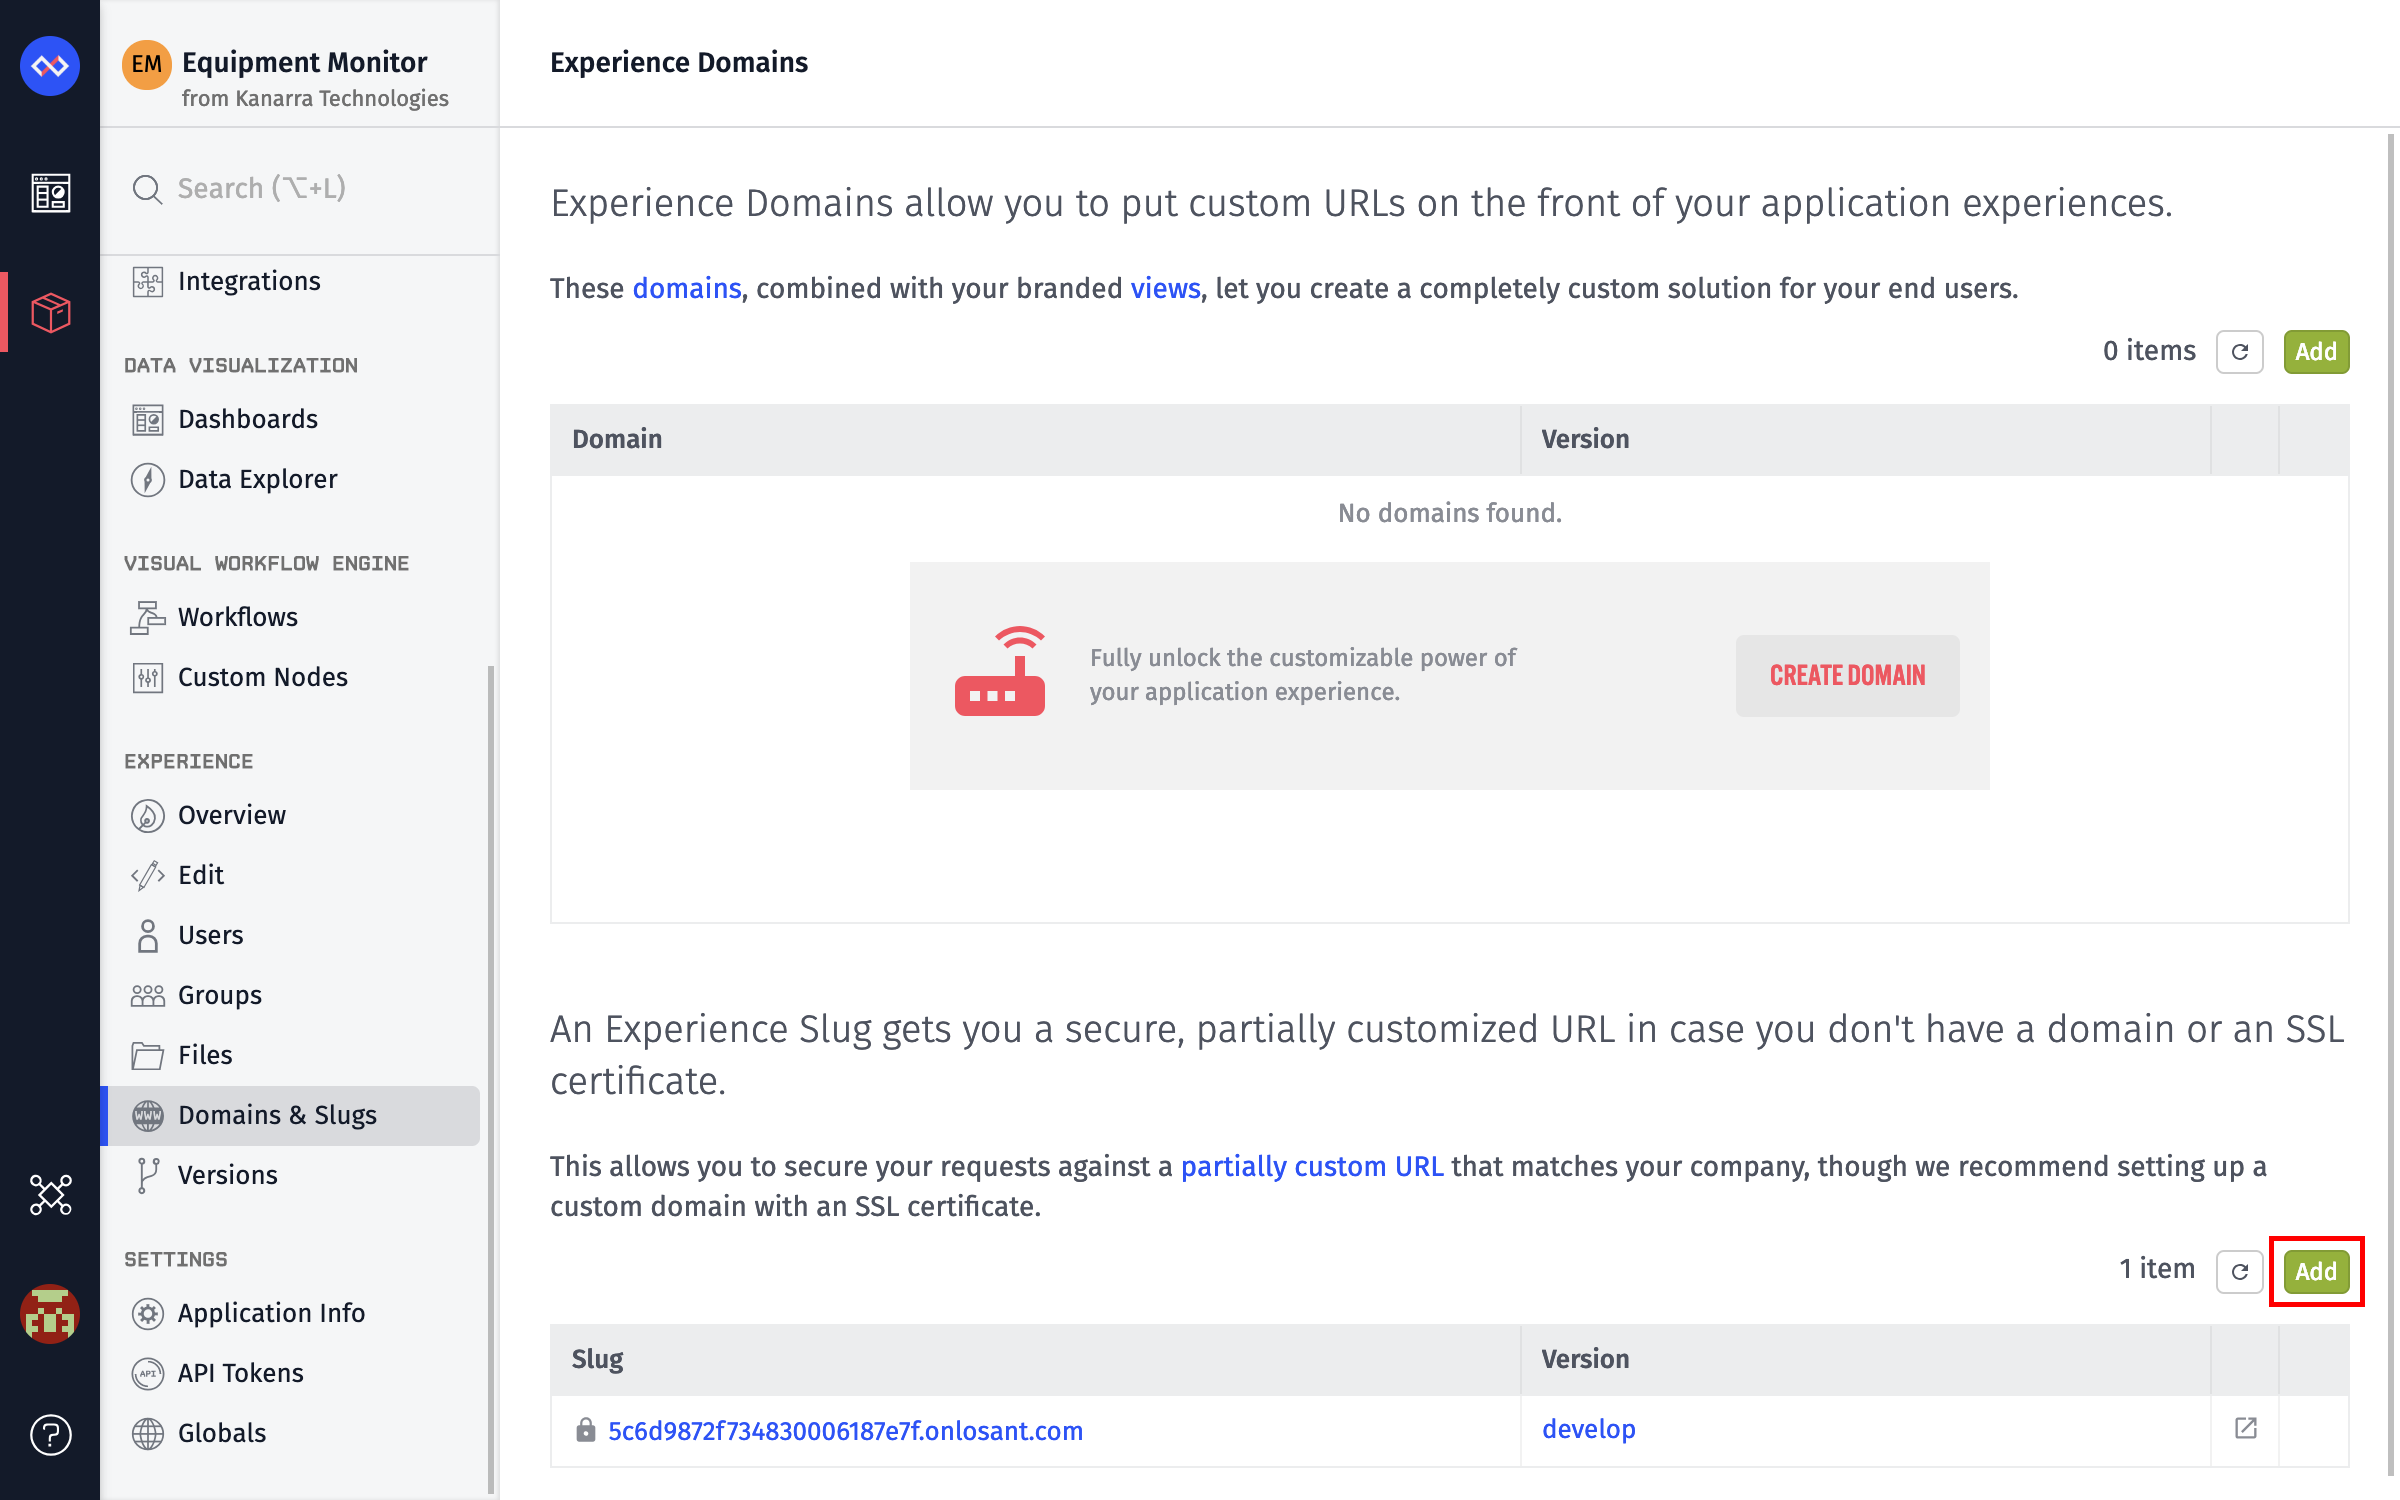 EM
Equipment Monitor
from Kanarra Technologies
Search (⌥+L)
Integrations
DATA VISUALIZATION
Dashboards
Data Explorer
VISUAL WORKFLOW ENGINE
Workflows
Custom Nodes
EXPERIENCE
Overview
Edit
Users
Groups
Files
WWW
Domains & Slugs
Versions
SETTINGS
Application Info
API
API Tokens
Globals
Experience Domains
Experience Domains allow you to put custom URLs on the front of your application experiences.
These domains, combined with your branded views, let you create a completely custom solution for your end users.
0 items
Add
Domain
Version
No domains found.
Fully unlock the customizable power of
your application experience.
CREATE DOMAIN
An Experience Slug gets you a secure, partially customized URL in case you don't have a domain or an SSL
certificate.
This allows you to secure your requests against a partially custom URL that matches your company, though we recommend setting up a
custom domain with an SSL certificate.
1 item
Add
Slug
Version
5c6d9872f734830006187e7f.onlosant.com
develop
?